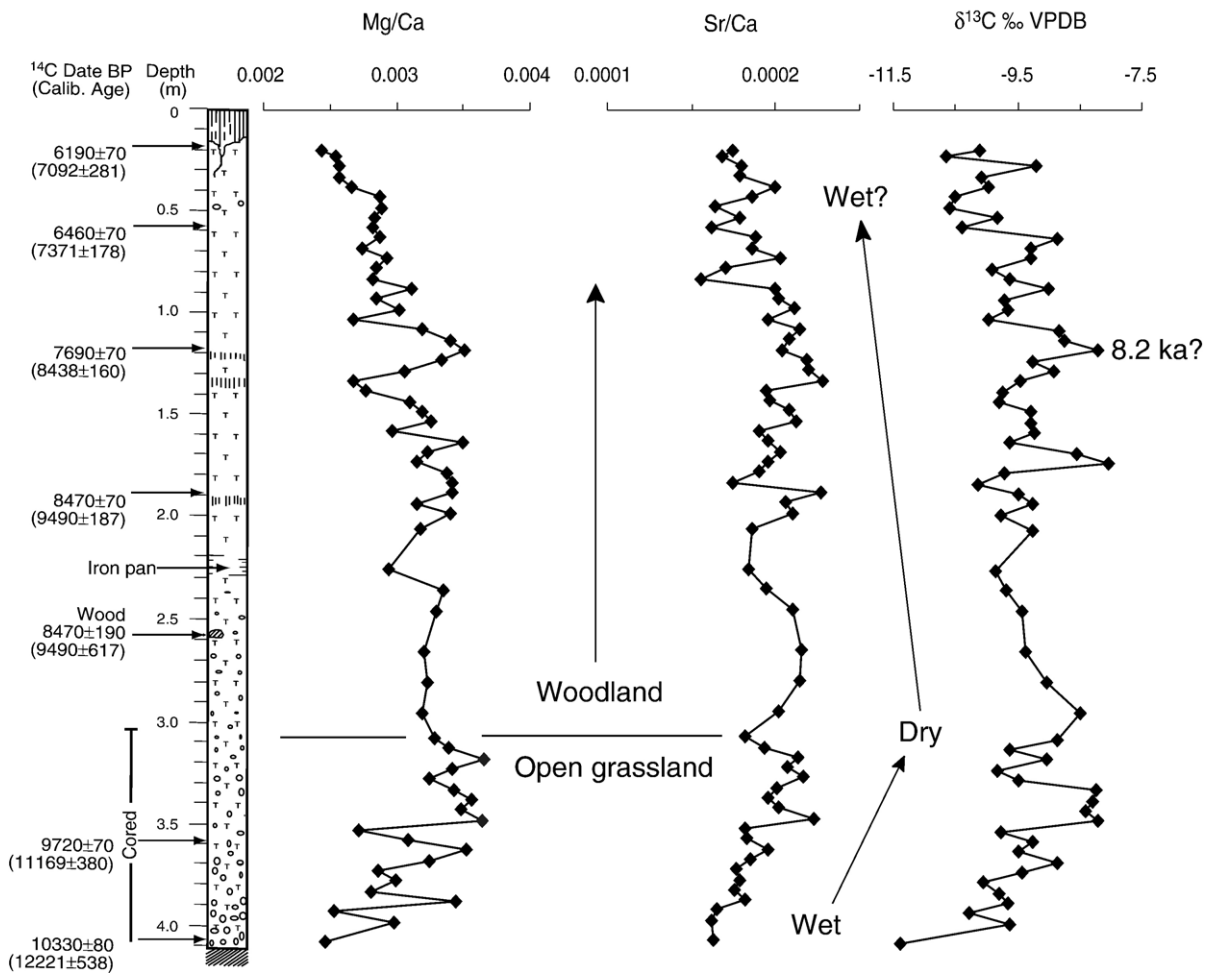 Mg/Ca
Sr/Ca
δ¹³C ‰ VPDB
¹⁴C Date BP
(Calib. Age)
Depth
(m)
0.002
0.003
0.004
0.0001
0.0002
-11.5
-9.5
-7.5
0
6190±70
(7092±281)
0.5
6460±70
(7371±178)
1.0
7690±70
(8438±160)
1.5
8470±70
(9490±187)
2.0
Iron pan
2.5
Wood
8470±190
(9490±617)
3.0
Cored
3.5
9720±70
(11169±380)
4.0
10330±80
(12221±538)
Wet?
8.2 ka?
Woodland
Open grassland
Dry
Wet